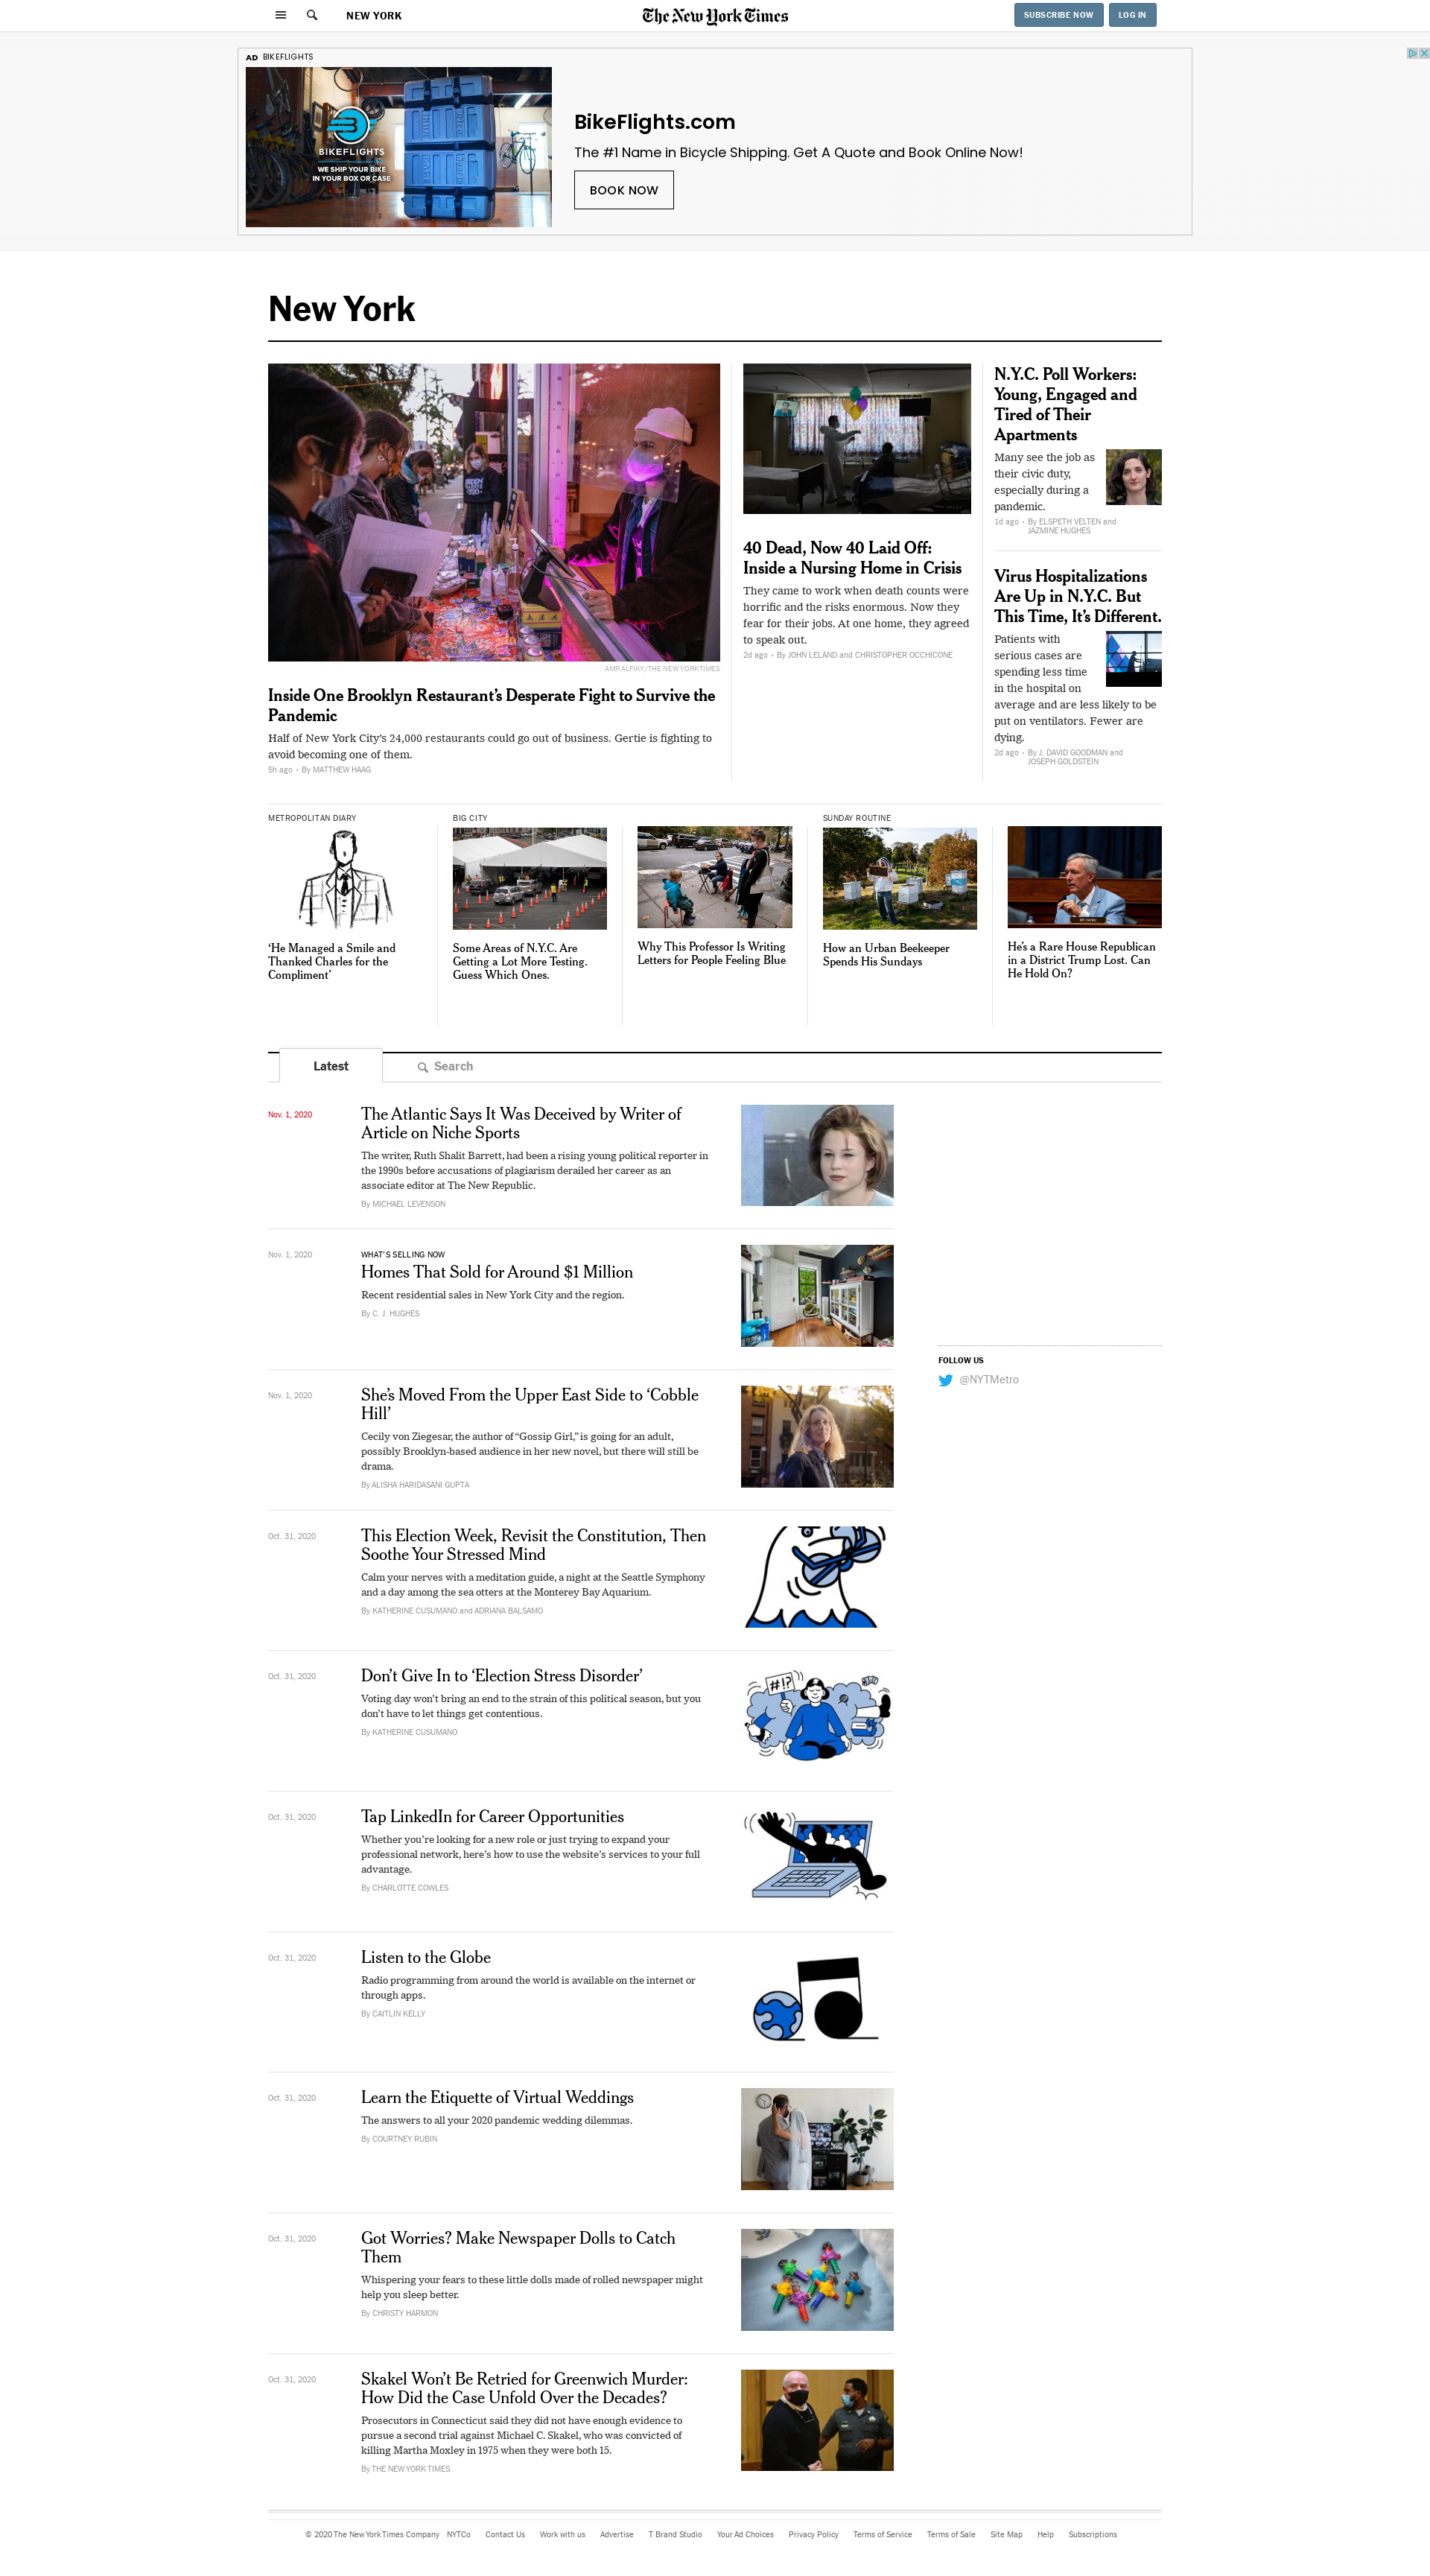 NEW YORK
The New York Times
SUBSCRIBE NOW
LOG IN
AD BIKEFLIGHTS
BIKEFLIGHTS
WE SHIP YOUR BIKE
IN YOUR BOX OR CASE
BikeFlights.com
The #1 Name in Bicycle Shipping. Get A Quote and Book Online Now!
BOOK NOW
New York
AMR ALFIKY/THE NEW YORK TIMES
Inside One Brooklyn Restaurant’s Desperate Fight to Survive the
Pandemic
Half of New York City’s 24,000 restaurants could go out of business. Gertie is fighting to
avoid becoming one of them.
5h ago • By MATTHEW HAAG
40 Dead, Now 40 Laid Off:
Inside a Nursing Home in Crisis
They came to work when death counts were
horrific and the risks enormous. Now they
fear for their jobs. At one home, they agreed
to speak out.
2d ago • By JOHN LELAND and CHRISTOPHER OCCHICONE
N.Y.C. Poll Workers:
Young, Engaged and
Tired of Their
Apartments
Many see the job as
their civic duty,
especially during a
pandemic.
1d ago • By ELSPETH VELTEN and
JAZMINE HUGHES
Virus Hospitalizations
Are Up in N.Y.C. But
This Time, It’s Different.
Patients with
serious cases are
spending less time
in the hospital on
average and are less likely to be
put on ventilators. Fewer are
dying.
2d ago • By J. DAVID GOODMAN and
JOSEPH GOLDSTEIN
METROPOLITAN DIARY
‘He Managed a Smile and
Thanked Charles for the
Compliment’
BIG CITY
Some Areas of N.Y.C. Are
Getting a Lot More Testing.
Guess Which Ones.
Why This Professor Is Writing
Letters for People Feeling Blue
SUNDAY ROUTINE
How an Urban Beekeeper
Spends His Sundays
He’s a Rare House Republican
in a District Trump Lost. Can
He Hold On?
Latest
Search
Nov. 1, 2020
The Atlantic Says It Was Deceived by Writer of
Article on Niche Sports
The writer, Ruth Shalit Barrett, had been a rising young political reporter in
the 1990s before accusations of plagiarism derailed her career as an
associate editor at The New Republic.
By MICHAEL LEVENSON
Nov. 1, 2020
WHAT’S SELLING NOW
Homes That Sold for Around $1 Million
Recent residential sales in New York City and the region.
By C. J. HUGHES
FOLLOW US
@NYTMetro
Nov. 1, 2020
She’s Moved From the Upper East Side to ‘Cobble
Hill’
Cecily von Ziegesar, the author of “Gossip Girl,” is going for an adult,
possibly Brooklyn-based audience in her new novel, but there will still be
drama.
By ALISHA HARIDASANI GUPTA
Oct. 31, 2020
This Election Week, Revisit the Constitution, Then
Soothe Your Stressed Mind
Calm your nerves with a meditation guide, a night at the Seattle Symphony
and a day among the sea otters at the Monterey Bay Aquarium.
By KATHERINE CUSUMANO and ADRIANA BALSAMO
Oct. 31, 2020
Don’t Give In to ‘Election Stress Disorder’
Voting day won’t bring an end to the strain of this political season, but you
don’t have to let things get contentious.
By KATHERINE CUSUMANO
#!?
Oct. 31, 2020
Tap LinkedIn for Career Opportunities
Whether you’re looking for a new role or just trying to expand your
professional network, here’s how to use the website’s services to your full
advantage.
By CHARLOTTE COWLES
Oct. 31, 2020
Listen to the Globe
Radio programming from around the world is available on the internet or
through apps.
By CAITLIN KELLY
Oct. 31, 2020
Learn the Etiquette of Virtual Weddings
The answers to all your 2020 pandemic wedding dilemmas.
By COURTNEY RUBIN
Oct. 31, 2020
Got Worries? Make Newspaper Dolls to Catch
Them
Whispering your fears to these little dolls made of rolled newspaper might
help you sleep better.
By CHRISTY HARMON
Oct. 31, 2020
Skakel Won’t Be Retried for Greenwich Murder:
How Did the Case Unfold Over the Decades?
Prosecutors in Connecticut said they did not have enough evidence to
pursue a second trial against Michael C. Skakel, who was convicted of
killing Martha Moxley in 1975 when they were both 15.
By THE NEW YORK TIMES
© 2020 The New York Times Company NYTCo Contact Us Work with us Advertise T Brand Studio Your Ad Choices Privacy Policy Terms of Service Terms of Sale Site Map Help Subscriptions